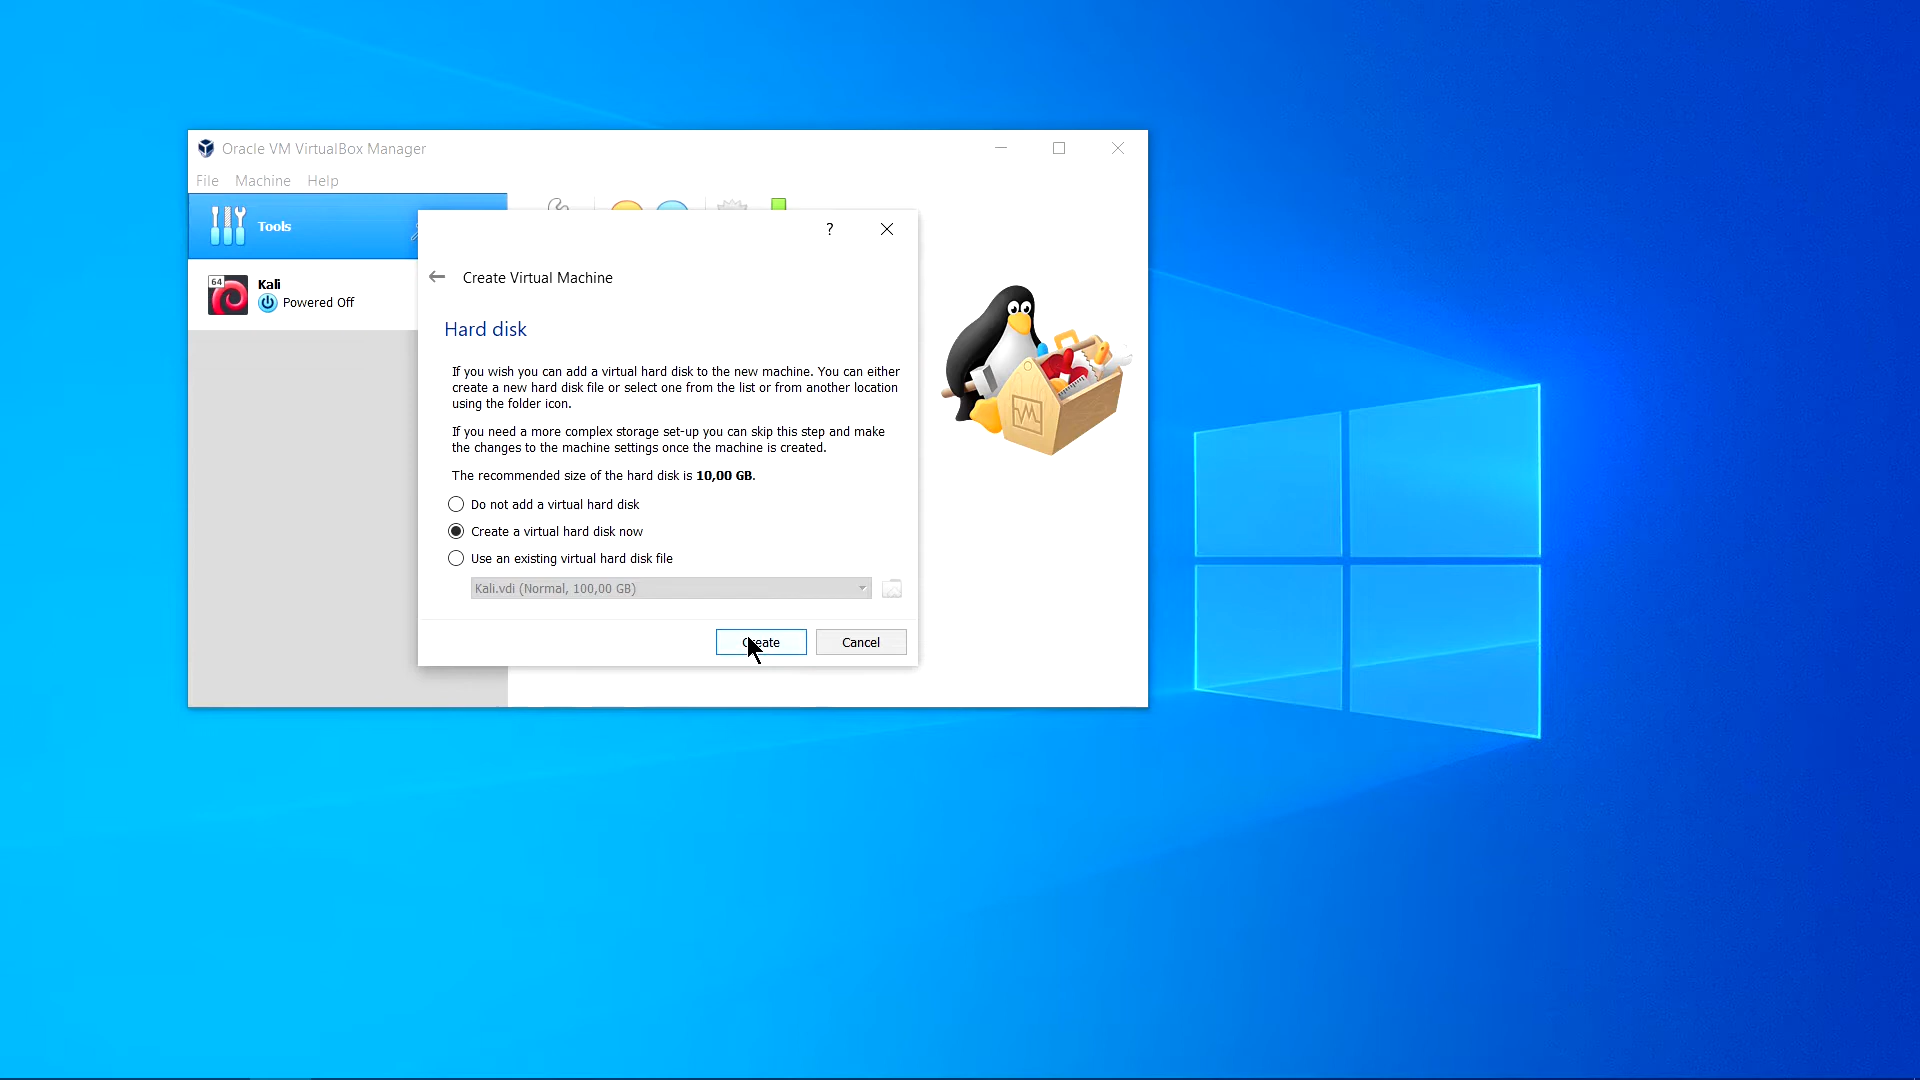 Oracle VM VirtualBox Manager
File Machine Help
Tools
64
Kali
Powered Off
?
Create Virtual Machine
Hard disk
If you wish you can add a virtual hard disk to the new machine. You can either
create a new hard disk file or select one from the list or from another location
using the folder icon.
If you need a more complex storage set-up you can skip this step and make
the changes to the machine settings once the machine is created.
The recommended size of the hard disk is 10,00 GB.
Do not add a virtual hard disk
Create a virtual hard disk now
Use an existing virtual hard disk file
Kali.vdi (Normal, 100,00 GB)
Create Cancel